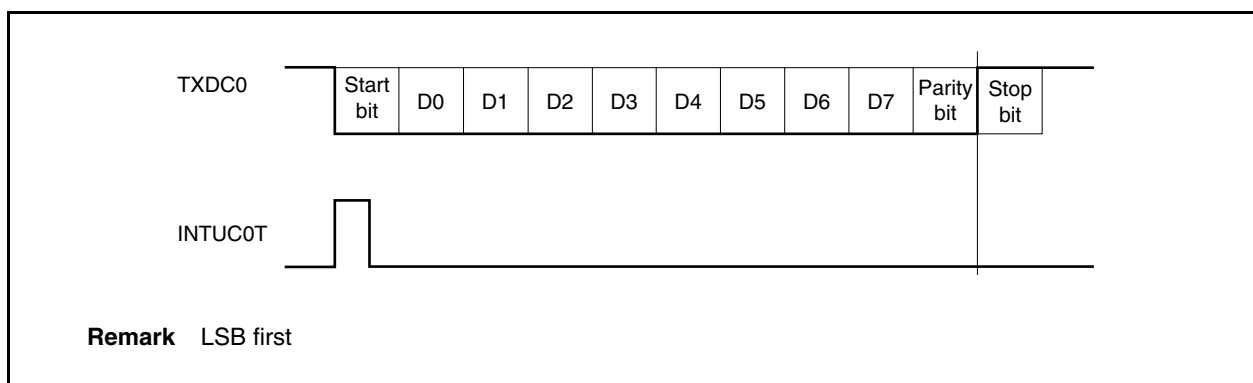 TXDC0
Start bit D0 D1 D2 D3 D4 D5 D6 D7 Parity bit Stop bit
INTUC0T
Remark LSB first